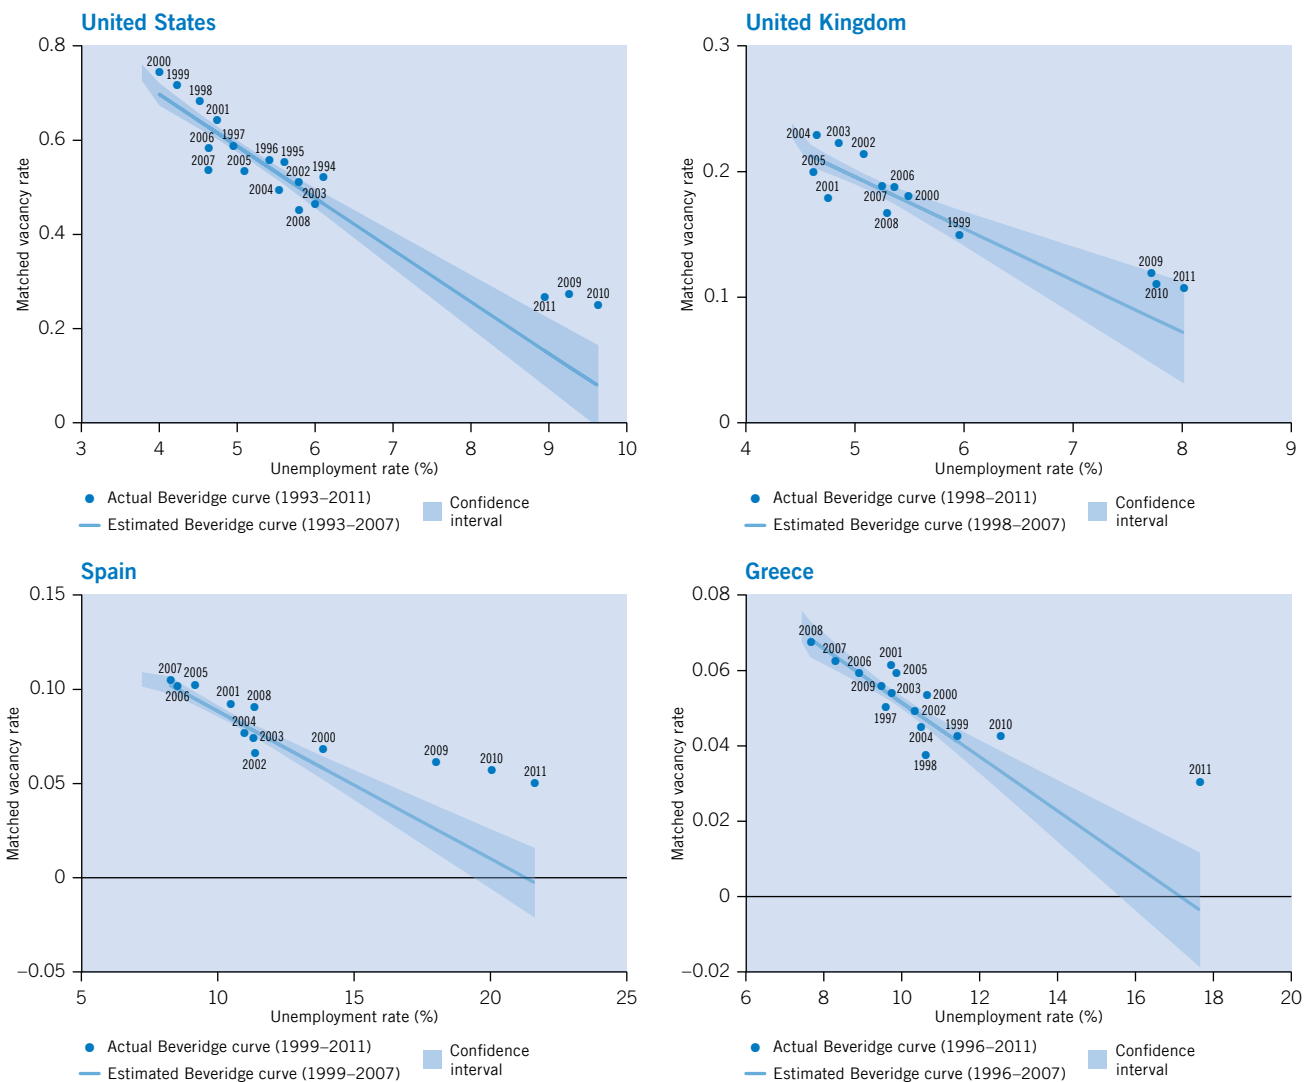 United States
0.8
0.6
0.4
0.2
0
Matched vacancy rate
2000
1999
1998
2001
2006
1997
2007
2005
1996
1995
2002
1994
2004
2003
2008
2009
2011
2010
3 4 5 6 7 8 9 10
Unemployment rate (%)
Actual Beveridge curve (1993–2011)
Estimated Beveridge curve (1993–2007)
Confidence
interval
United Kingdom
0.3
0.2
0.1
0
Matched vacancy rate
2004
2003
2002
2005
2001
2006
2007
2000
2008
1999
2009
2011
2010
4 5 6 7 8 9
Unemployment rate (%)
Actual Beveridge curve (1998–2011)
Estimated Beveridge curve (1998–2007)
Confidence
interval
Spain
0.15
0.10
0.05
0
–0.05
Matched vacancy rate
2007
2005
2006
2001
2008
2004
2003
2002
2000
2009
2010
2011
5 10 15 20 25
Unemployment rate (%)
Actual Beveridge curve (1999–2011)
Estimated Beveridge curve (1999–2007)
Confidence
interval
Greece
0.08
0.06
0.04
0.02
0
–0.02
Matched vacancy rate
2008
2007
2006
2001
2005
2009
2003
2000
1997
2002
2004
1999
2010
1998
2011
6 8 10 12 14 16 18 20
Unemployment rate (%)
Actual Beveridge curve (1996–2011)
Estimated Beveridge curve (1996–2007)
Confidence
interval